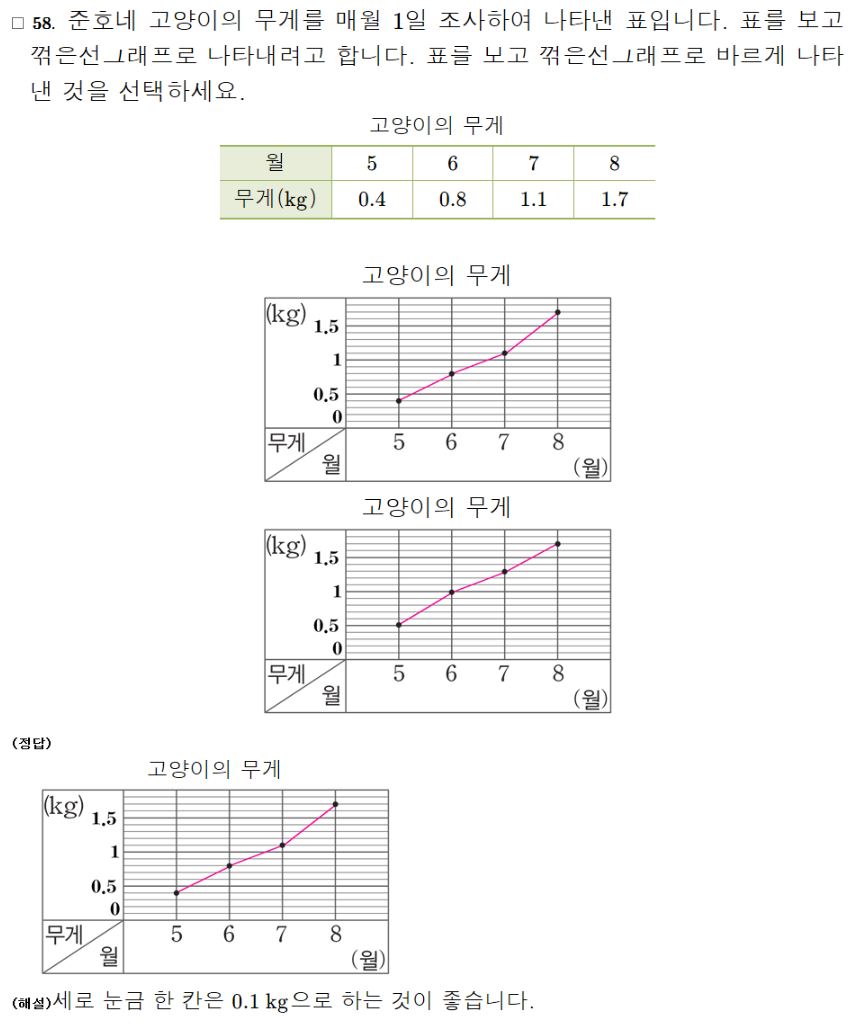 □ 58. 준호네 고양이의 무게를 매월 1일 조사하여 나타낸 표입니다. 표를 보고
꺾은선그래프로 나타내려고 합니다. 표를 보고 꺾은선그래프로 바르게 나타
낸 것을 선택하세요.
고양이의 무게
월 5 6 7 8
무게(kg) 0.4 0.8 1.1 1.7
고양이의 무게
(kg)
1.5
1
0.5
0
무게 월 5 6 7 8 (월)
고양이의 무게
(kg)
1.5
1
0.5
0
무게 월 5 6 7 8 (월)
(정답)
고양이의 무게
(kg)
1.5
1
0.5
0
무게 월 5 6 7 8 (월)
(해설)세로 눈금 한 칸은 0.1 kg으로 하는 것이 좋습니다.